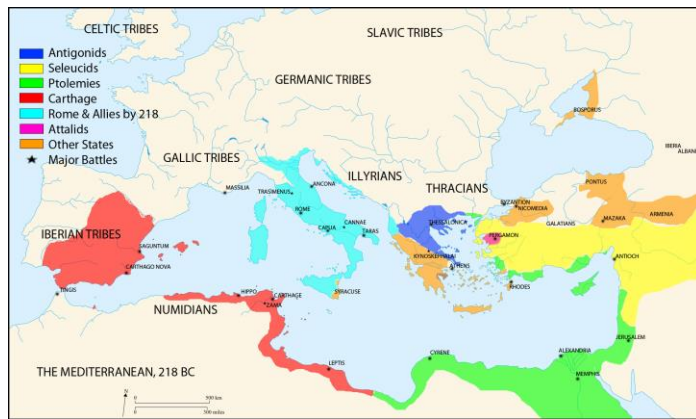 CELTIC TRIBES
SLAVIC TRIBES
Antigonids
Seleucids
Ptolemies
Carthage
Rome & Allies by 218
Attalids
Other States
Major Battles
GERMANIC TRIBES
BOSPORUS
GALLIC TRIBES
ILLYRIANS
THRACIANS
IBERIA
ALBANI
MASSILIA
TRASIMENUS
ANCONA
ROME
CANNAE
CAPUA
TARAS
PONTUS
BYZANTION
NICOMEDIA
THESSALONICA
MAZAKA
ARMENIA
GALATIANS
PERGAMON
IBERIAN TRIBES
SAGUNTUM
CARTHAGO NOVA
KYNOSKEPHALAI
ATHENS
ANTIOCH
TINGIS
HIPPO
CARTHAGE
ZAMA
SYRACUSE
RHODES
NUMIDIANS
LEPTIS
CYRENE
ALEXANDRIA
JERUSALEM
MEMPHIS
THE MEDITERRANEAN, 218 BC
N
0 500 km
0 300 miles